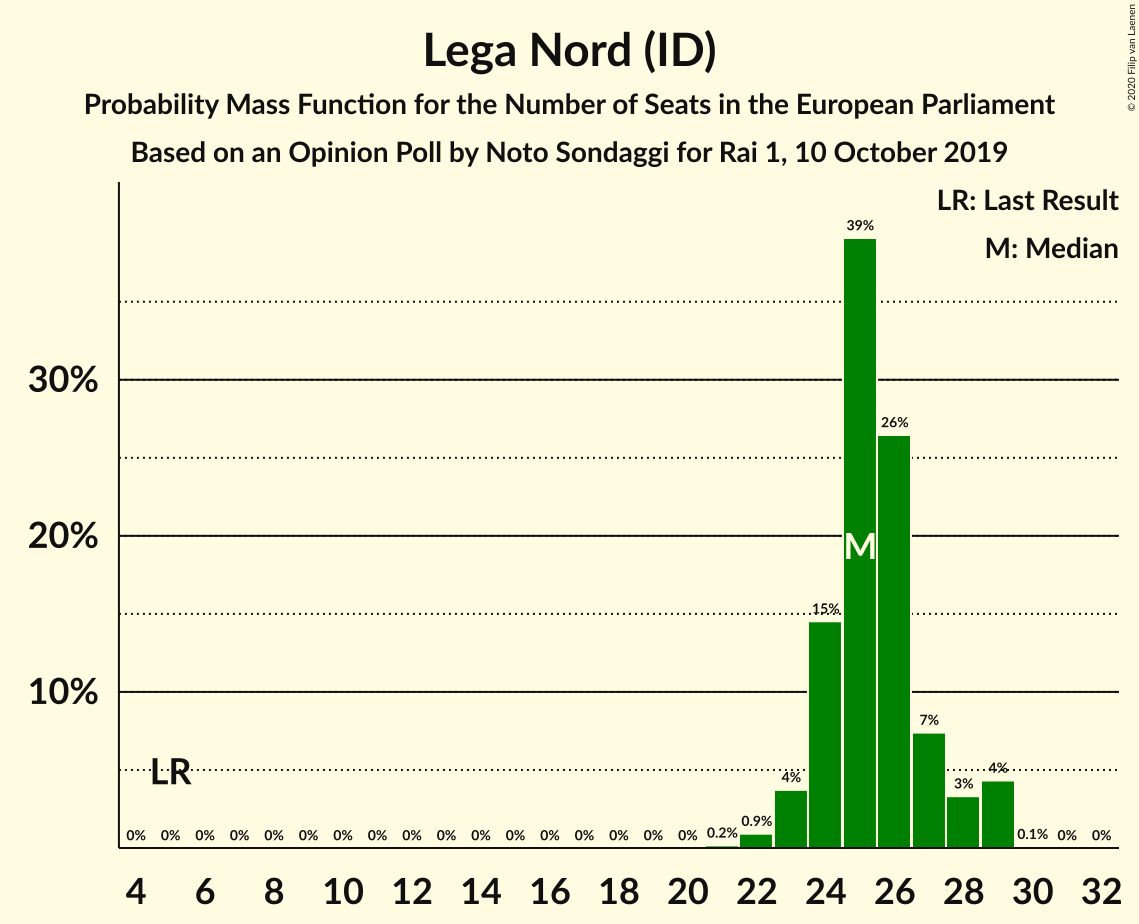 Lega Nord (ID)
Probability Mass Function for the Number of Seats in the European Parliament
Based on an Opinion Poll by Noto Sondaggi for Rai 1, 10 October 2019
© 2020 Filip van Laenen
LR: Last Result
M: Median
39%
30%
26%
20%
M
15%
10%
7%
LR
4%
3%
4%
0% 0% 0% 0% 0% 0% 0% 0% 0% 0% 0% 0% 0% 0% 0% 0% 0% 0.2% 0.9% 0.1% 0% 0%
4 6 8 10 12 14 16 18 20 22 24 26 28 30 32